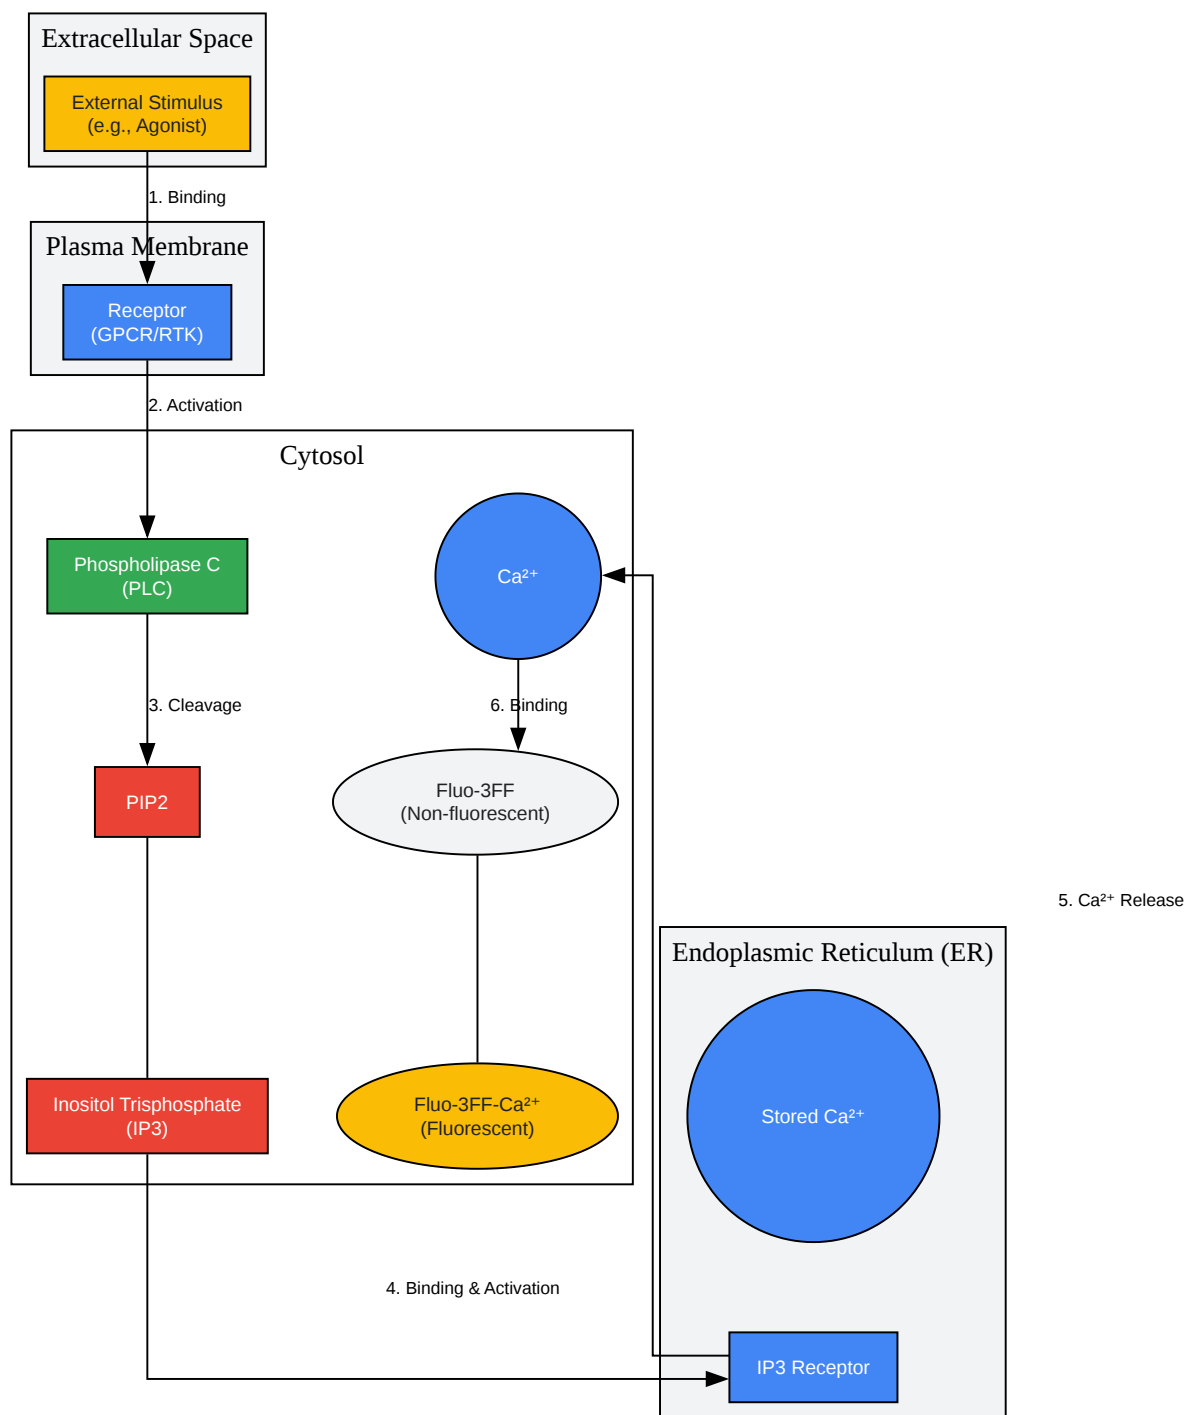 Extracellular Space
External Stimulus
(e.g., Agonist)
1. Binding
Plasma Membrane
Receptor
(GPCR/RTK)
2. Activation
Cytosol
Phospholipase C
(PLC)
Ca²⁺
3. Cleavage
6. Binding
PIP2
Fluo-3FF
(Non-fluorescent)
5. Ca²⁺ Release
Endoplasmic Reticulum (ER)
Inositol Trisphosphate
(IP3)
Fluo-3FF-Ca²⁺
(Fluorescent)
Stored Ca²⁺
4. Binding & Activation
IP3 Receptor